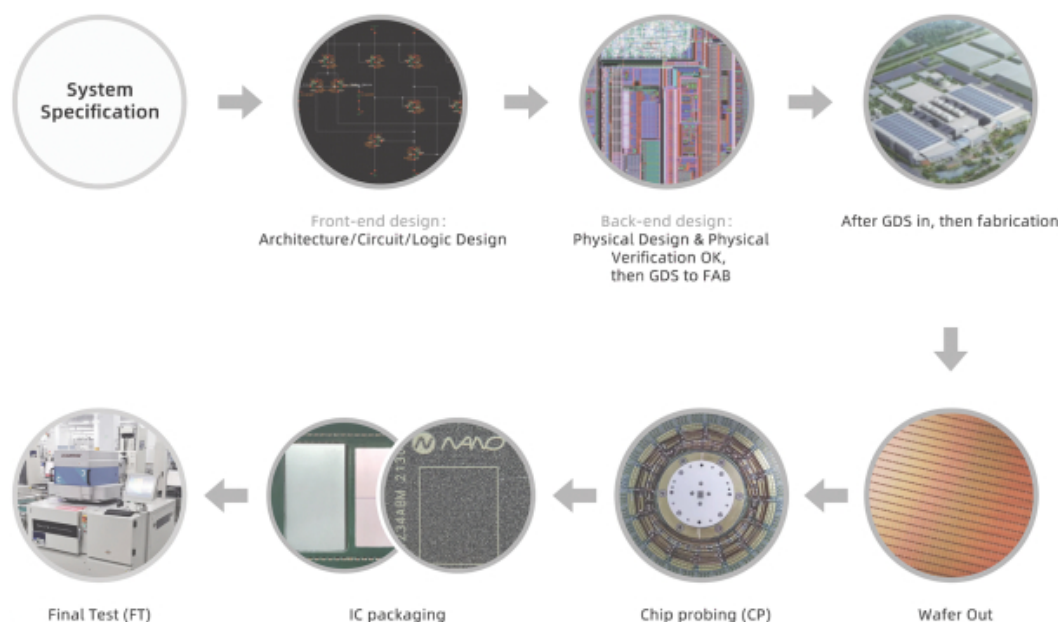 System
Specification
Front-end design:
Architecture/Circuit/Logic Design
Back-end design:
Physical Design & Physical
Verification OK,
then GDS to FAB
After GDS in, then fabrication
NANO
Final Test (FT)
IC packaging
Chip probing (CP)
Wafer Out